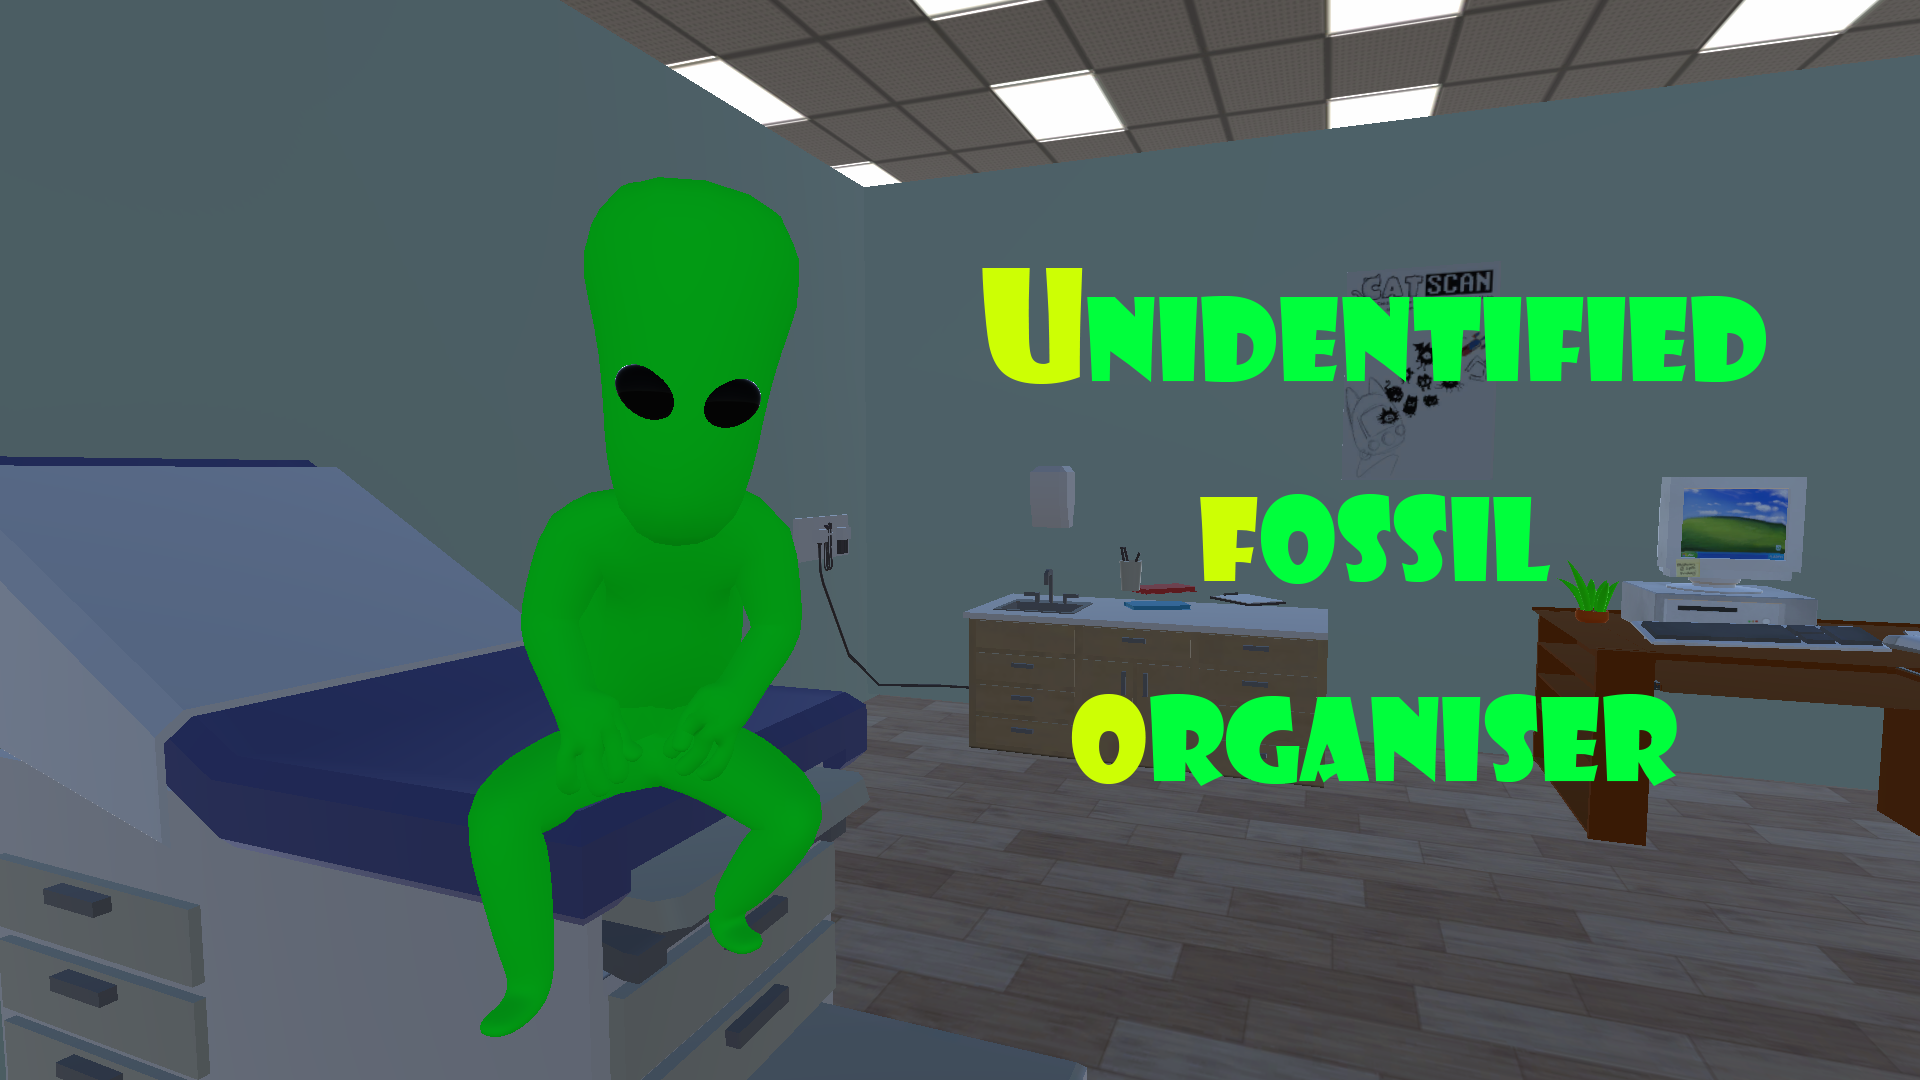 CAT SCAN
UNIDENTIFIED
FOSSIL
ORGANISER